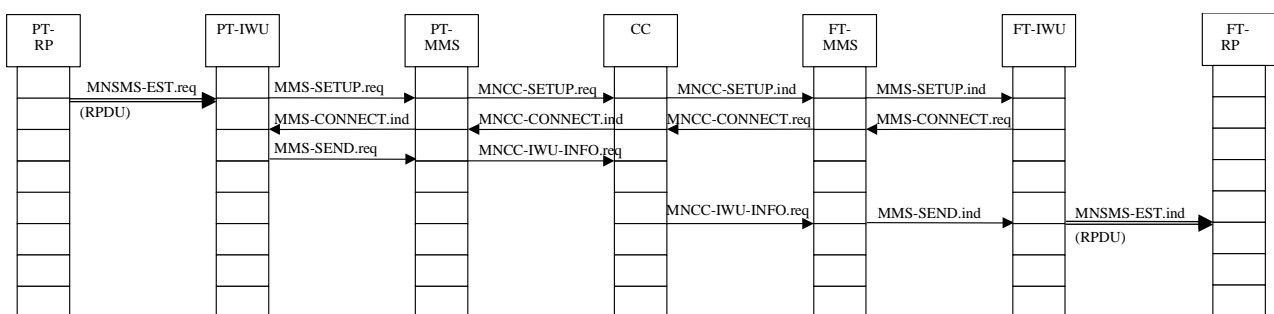 PT-
RP
PT-IWU
PT-
MMS
CC
FT-
MMS
FT-IWU
FT-
RP
MNSMS-EST.req
MMS-SETUP.req
MNCC-SETUP.req
MNCC-SETUP.ind
MMS-SETUP.ind
(RPDU)
MMS-CONNECT.ind
MNCC-CONNECT.ind
MNCC-CONNECT.req
MMS-CONNECT.req
MMS-SEND.req
MNCC-IWU-INFO.req
MNCC-IWU-INFO.req
MMS-SEND.ind
MNSMS-EST.ind
(RPDU)